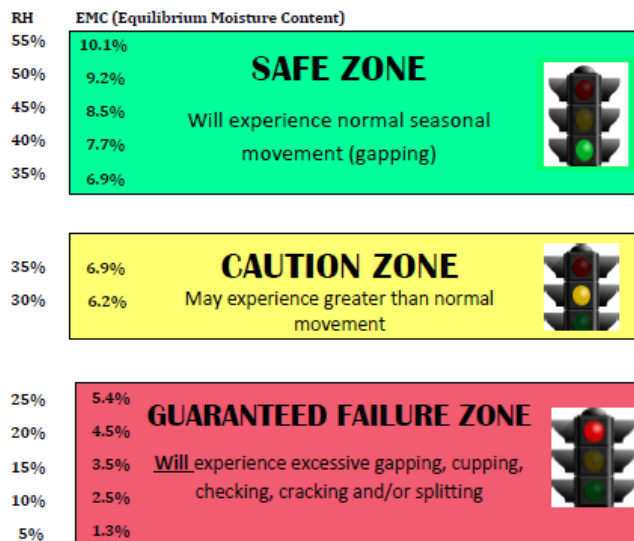 RH EMC (Equilibrium Moisture Content)
55% 10.1%
50% 9.2%
45% 8.5%
40% 7.7%
35% 6.9%
SAFE ZONE
Will experience normal seasonal
movement (gapping)
35% 6.9%
30% 6.2%
CAUTION ZONE
May experience greater than normal
movement
25% 5.4%
20% 4.5%
15% 3.5%
10% 2.5%
5% 1.3%
GUARANTEED FAILURE ZONE
Will experience excessive gapping, cupping,
checking, cracking and/or splitting